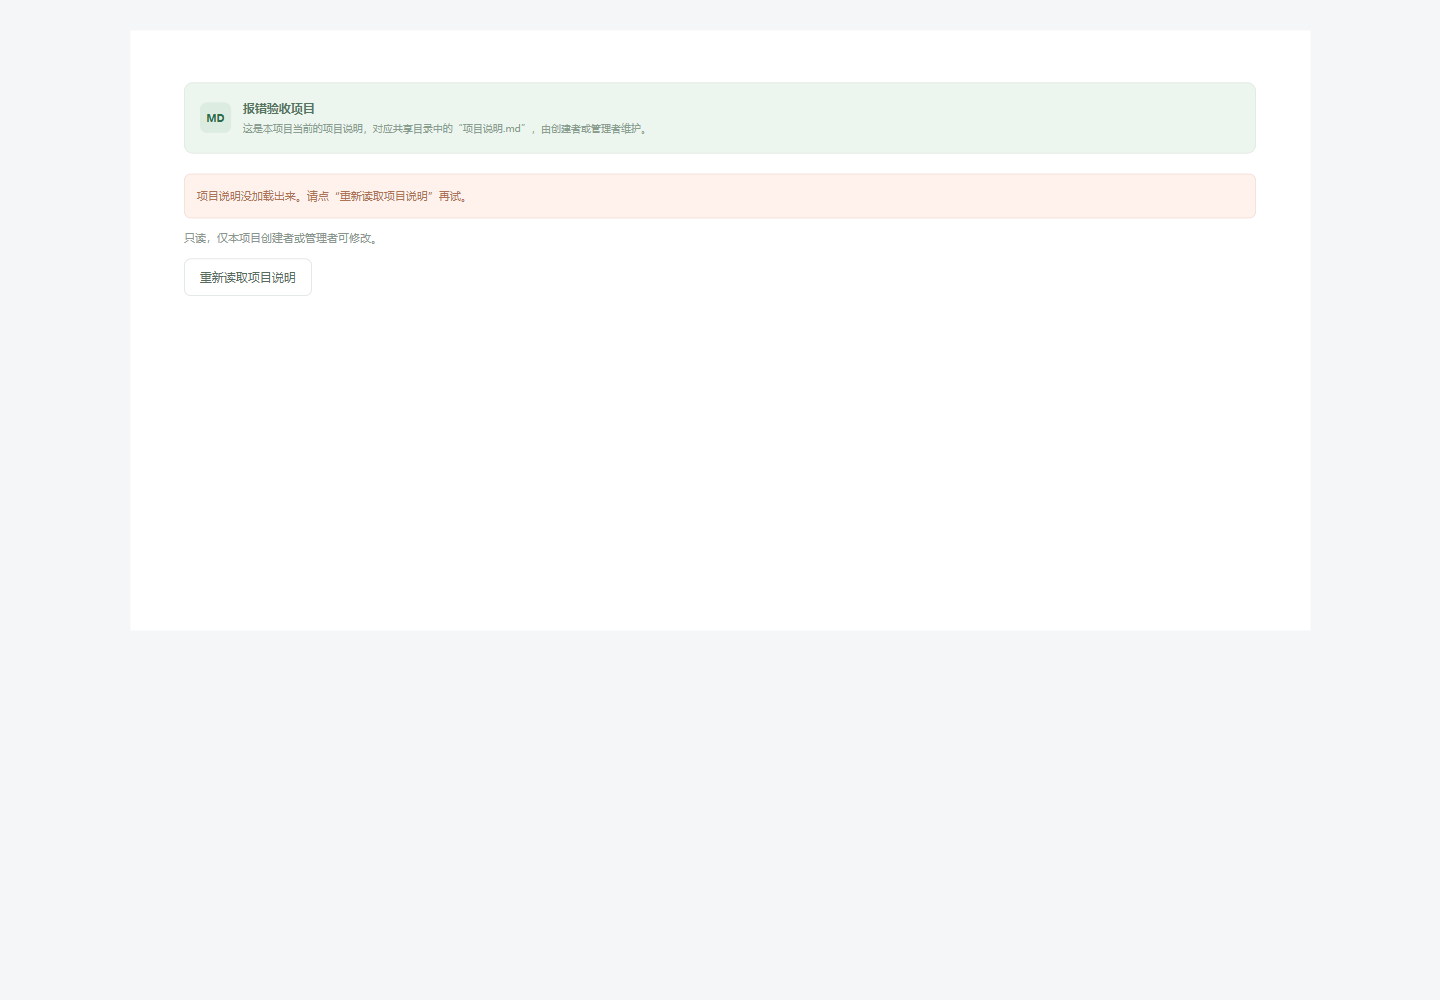 MD
报错验收项目
这是本项目当前的项目说明，对应共享目录中的“项目说明.md”，由创建者或管理者维护。
项目说明没加载出来。请点“重新读取项目说明”再试。
只读，仅本项目创建者或管理者可修改。
重新读取项目说明